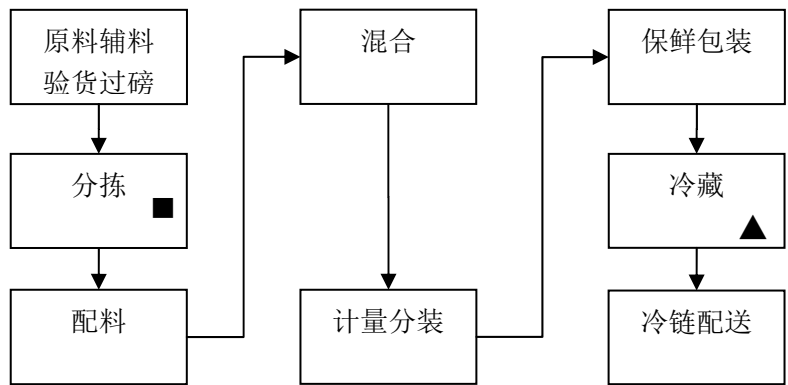 原料辅料
验货过磅
分拣
配料
混合
计量分装
保鲜包装
冷藏
冷链配送